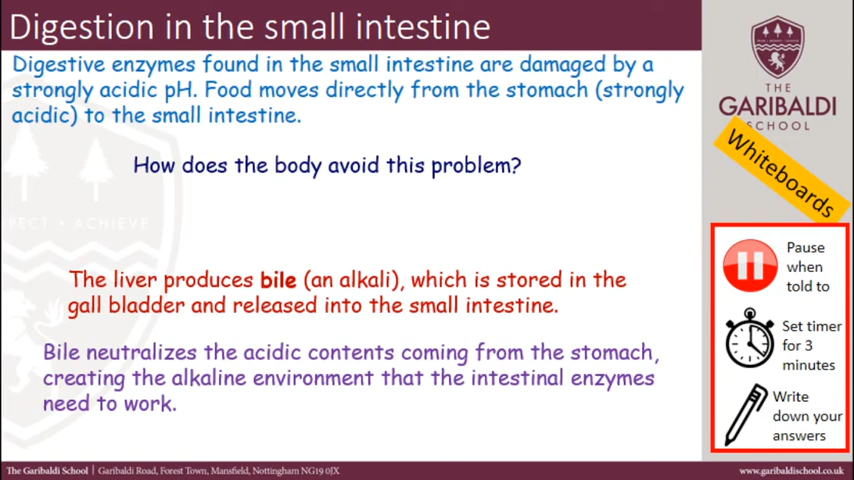 Digestion in the small intestine
Digestive enzymes found in the small intestine are damaged by a
strongly acidic pH. Food moves directly from the stomach (strongly
acidic) to the small intestine.
How does the body avoid this problem?
The liver produces bile (an alkali), which is stored in the
gall bladder and released into the small intestine.
Bile neutralizes the acidic contents coming from the stomach,
creating the alkaline environment that the intestinal enzymes
need to work.
PECT & ACHIEVE
THE
GARIBALDI
SCHOOL
Whiteboards
Pause
when
told to
Set timer
for 3
minutes
Write
down your
answers
The Garibaldi School | Garibaldi Road, Forest Town, Mansfield, Nottingham NG19 0JX
www.garibaldischool.co.uk